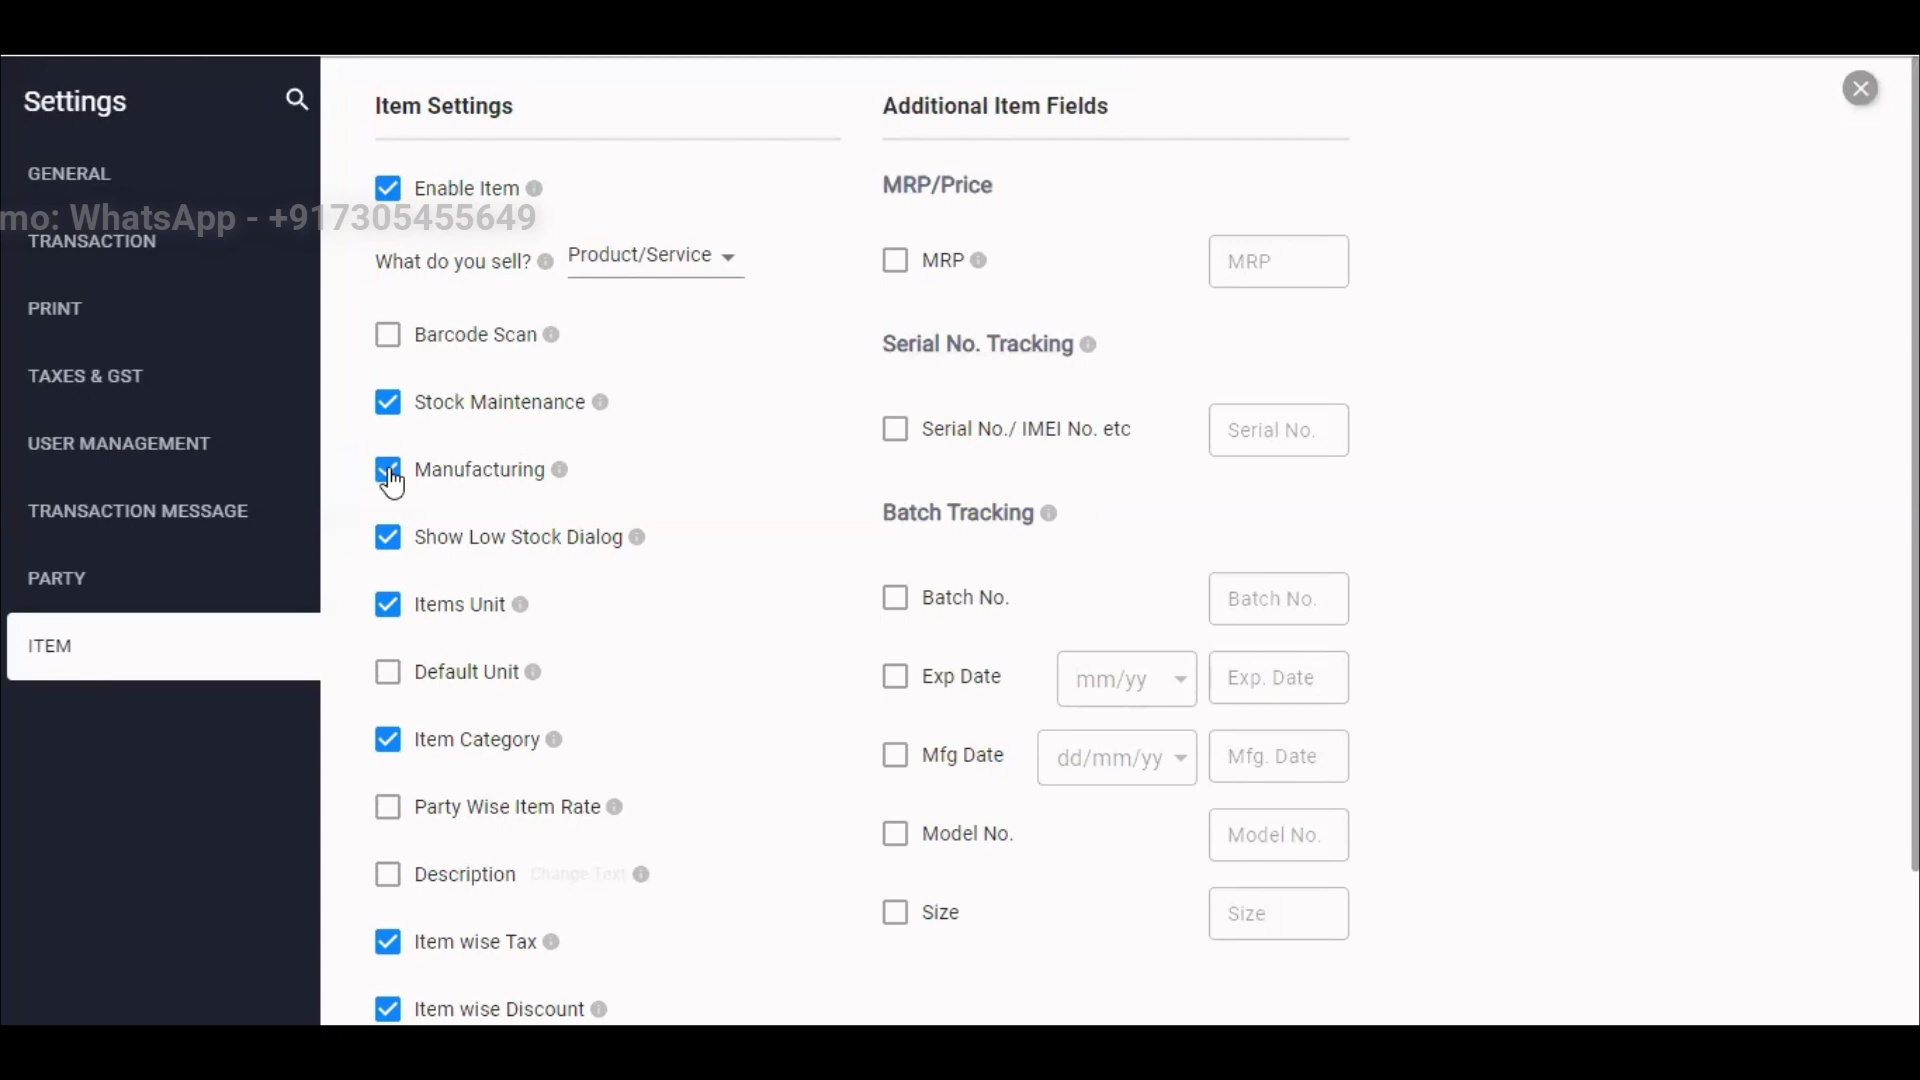 Settings
GENERAL
mo: WhatsApp - +917305455649
TRANSACTION
PRINT
TAXES & GST
USER MANAGEMENT
TRANSACTION MESSAGE
PARTY
ITEM
Item Settings
Enable Item
What do you sell? Product/Service
Barcode Scan
Stock Maintenance
Manufacturing
Show Low Stock Dialog
Items Unit
Default Unit
Item Category
Party Wise Item Rate
Description Change Text
Item wise Tax
Item wise Discount
Additional Item Fields
MRP/Price
MRP MRP
Serial No. Tracking
Serial No./ IMEI No. etc Serial No.
Batch Tracking
Batch No. Batch No.
Exp Date mm/yy Exp. Date
Mfg Date dd/mm/yy Mfg. Date
Model No. Model No.
Size Size